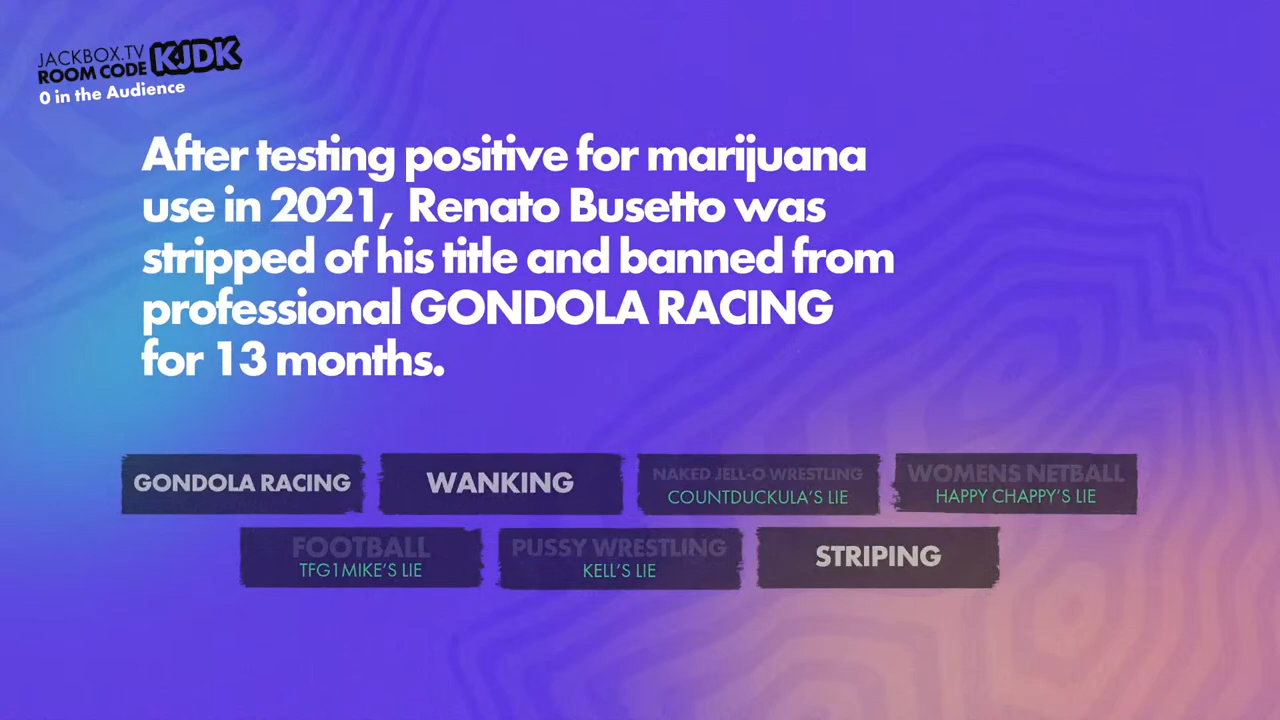 JACKBOX.TV
ROOM CODE KJDK
0 in the Audience
After testing positive for marijuana
use in 2021, Renato Busetto was
stripped of his title and banned from
professional GONDOLA RACING
for 13 months.
GONDOLA RACING
WANKING
NAKED JELL-O WRESTLING
COUNTDUCKULA'S LIE
WOMENS NETBALL
HAPPY CHAPPY'S LIE
FOOTBALL
TFG1MIKE'S LIE
PUSSY WRESTLING
KELL'S LIE
STRIPING